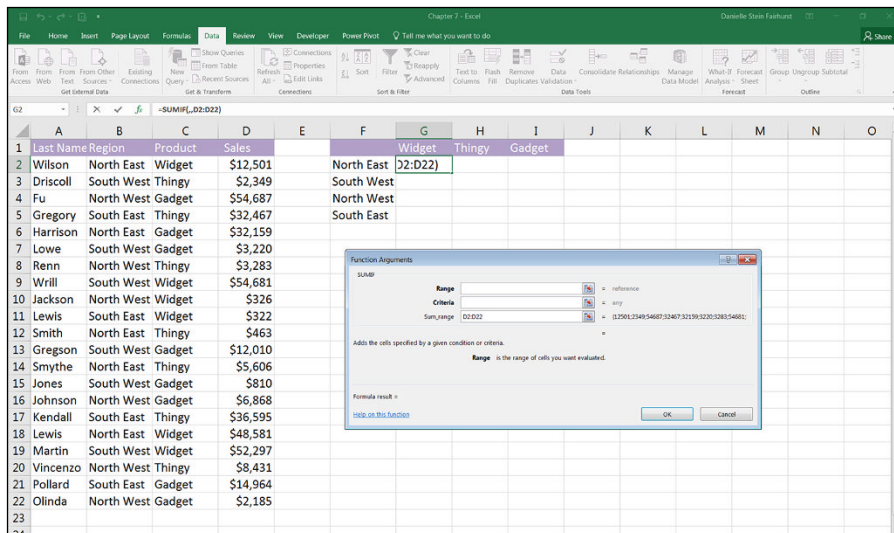 Chapter 7 - Excel
Danielle Stein Fairhurst
File Home Insert Page Layout Formulas Data Review View Developer Power Pivot Tell me what you want to do Share
From Access From Web From Text From Other Sources Existing Connections New Query Show Queries From Table Recent Sources Refresh All Connections Properties Edit Links Sort Filter Clear Reapply Advanced Text to Columns Flash Fill Remove Duplicates Data Validation Consolidate Relationships Manage Data Model What-If Analysis Forecast Sheet Group Ungroup Subtotal
Get External Data Get & Transform Connections Sort & Filter Data Tools Forecast Outline
G2 fx =SUMIF(,,D2:D22)
A B C D E F G H I J K L M N O
1 Last Name Region Product Sales Widget Thingy Gadget
2 Wilson North East Widget $12,501 North East D2:D22)
3 Driscoll South West Thingy $2,349 South West
4 Fu North West Gadget $54,687 North West
5 Gregory South East Thingy $32,467 South East
6 Harrison North East Gadget $32,159
7 Lowe South West Gadget $3,220
8 Renn North West Thingy $3,283
9 Wrill South West Widget $54,681
10 Jackson North West Widget $326
11 Lewis South East Widget $322
12 Smith North East Thingy $463
13 Gregson South West Gadget $12,010
14 Smythe North East Thingy $5,606
15 Jones South West Gadget $810
16 Johnson North West Gadget $6,868
17 Kendall South East Thingy $36,595
18 Lewis North East Widget $48,581
19 Martin South West Widget $52,297
20 Vincenzo North West Thingy $8,431
21 Pollard South East Gadget $14,964
22 Olinda North West Gadget $2,185
23
24
Function Arguments
SUMIF
Range = reference
Criteria = any
Sum_range D2:D22 = {12501;2349;54687;32467;32159;3220;3283;54681;
=
Adds the cells specified by a given condition or criteria.
Range is the range of cells you want evaluated.
Formula result =
Help on this function OK Cancel